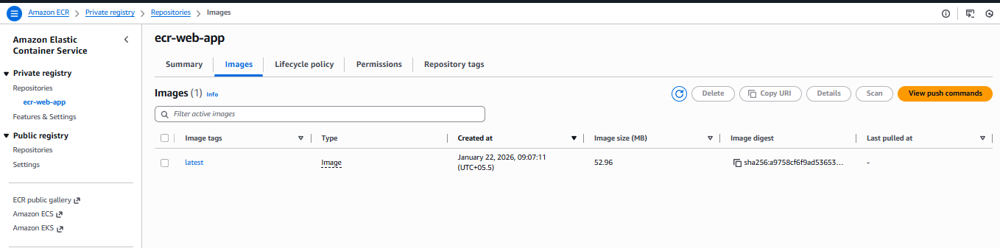 Amazon ECR
Private registry
Repositories
Images
Amazon Elastic
Container Service
Private registry
Repositories
ecr-web-app
Features & Settings
Public registry
Repositories
Settings
ECR public gallery
Amazon ECS
Amazon EKS
ecr-web-app
Summary
Images
Lifecycle policy
Permissions
Repository tags
Images (1) Info
Delete
Copy URI
Details
Scan
View push commands
Filter active images
Image tags
Type
Created at
Image size (MB)
Image digest
Last pulled at
latest
Image
January 22, 2026, 09:07:11
(UTC+05.5)
52.96
sha256:a9758cf6f9ad53653...
-